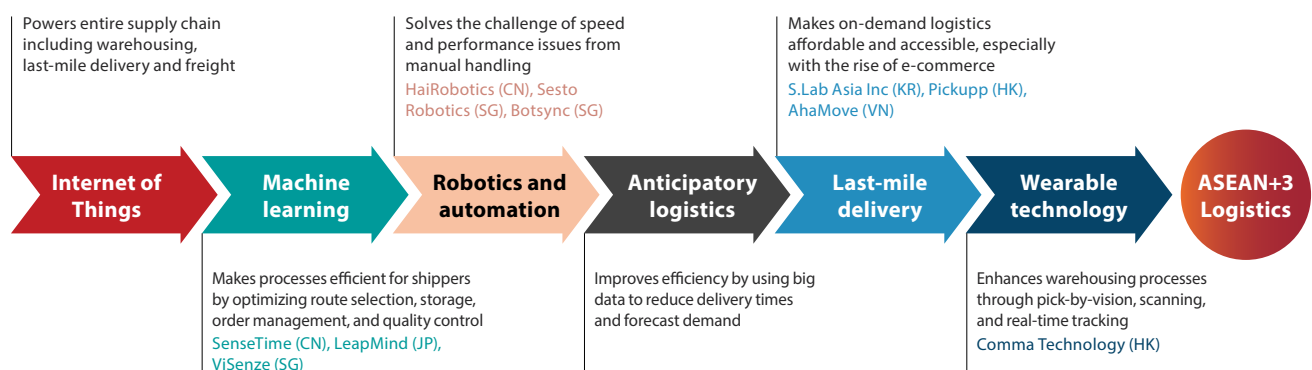 Powers entire supply chain
including warehousing,
last-mile delivery and freight
Solves the challenge of speed
and performance issues from
manual handling
HaiRobotics (CN), Sesto
Robotics (SG), Botsync (SG)
Makes on-demand logistics
affordable and accessible, especially
with the rise of e-commerce
S.Lab Asia Inc (KR), Pickupp (HK),
AhaMove (VN)
Internet of
Things
Machine
learning
Robotics and
automation
Anticipatory
logistics
Last-mile
delivery
Wearable
technology
ASEAN+3
Logistics
Makes processes efficient for shippers
by optimizing route selection, storage,
order management, and quality control
SenseTime (CN), LeapMind (JP),
ViSenze (SG)
Improves efficiency by using big
data to reduce delivery times
and forecast demand
Enhances warehousing processes
through pick-by-vision, scanning,
and real-time tracking
Comma Technology (HK)